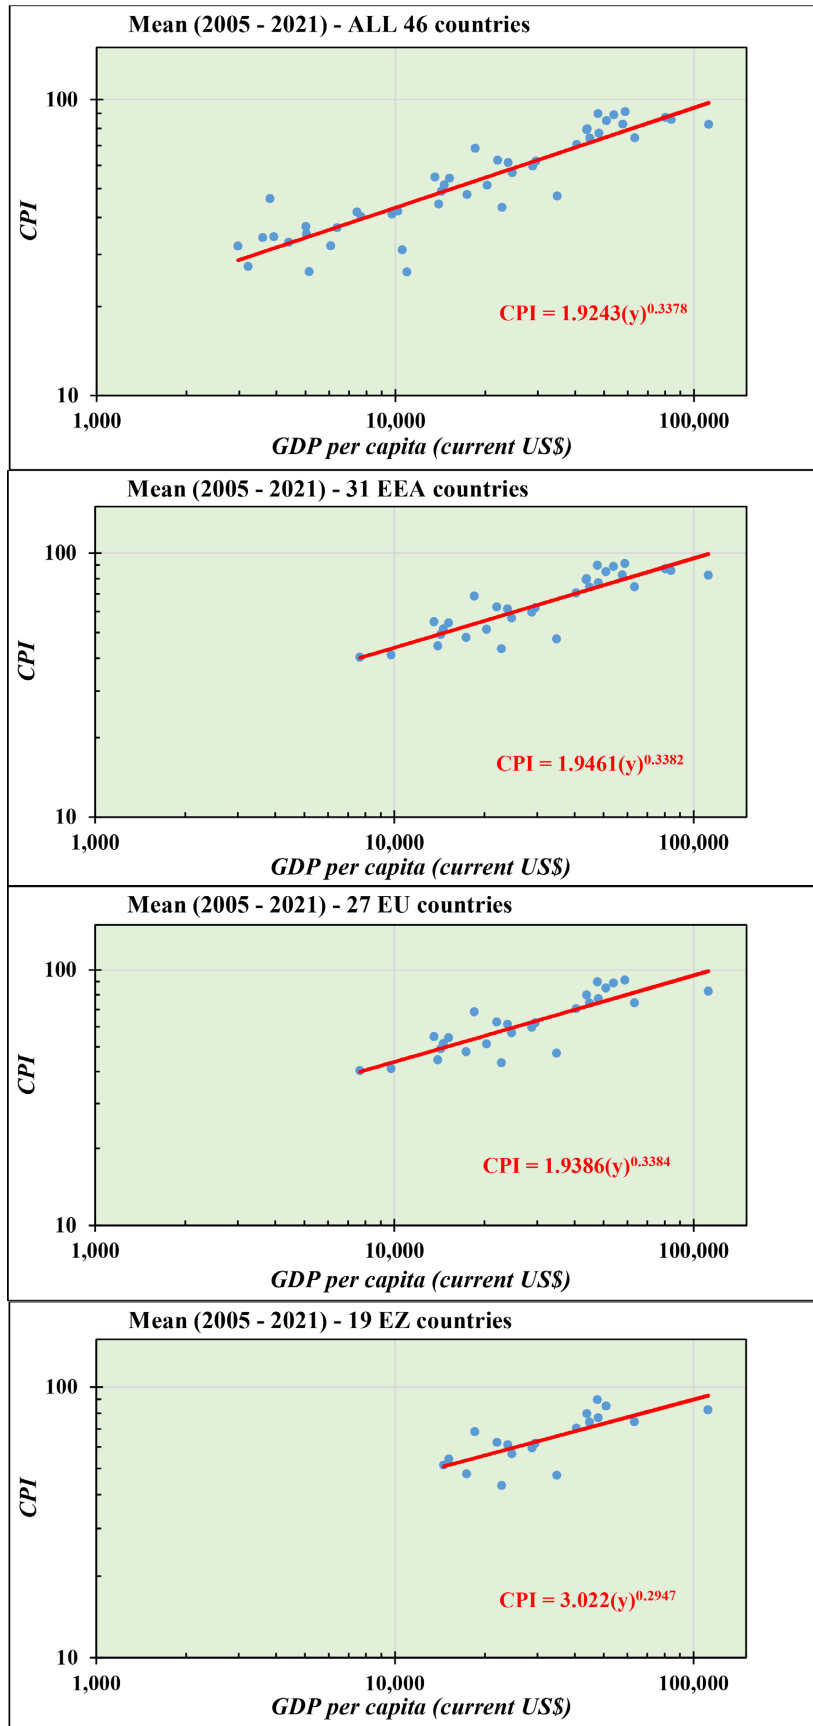 Mean (2005 - 2021) - ALL 46 countries
100
CPI
CPI = 1.9243(y)^0.3378
10
1,000 10,000 100,000
GDP per capita (current US$)
Mean (2005 - 2021) - 31 EEA countries
100
CPI
CPI = 1.9461(y)^0.3382
10
1,000 10,000 100,000
GDP per capita (current US$)
Mean (2005 - 2021) - 27 EU countries
100
CPI
CPI = 1.9386(y)^0.3384
10
1,000 10,000 100,000
GDP per capita (current US$)
Mean (2005 - 2021) - 19 EZ countries
100
CPI
CPI = 3.022(y)^0.2947
10
1,000 10,000 100,000
GDP per capita (current US$)